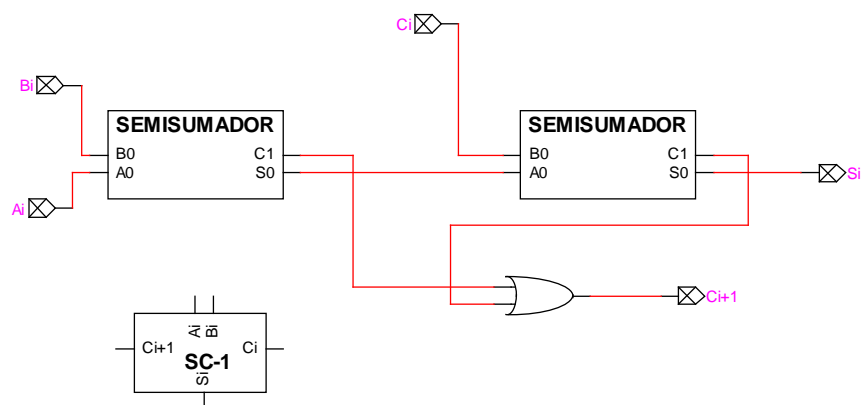 Ci
Bi
SEMISUMADOR
B0
C1
A0
S0
SEMISUMADOR
B0
C1
A0
S0
Si
Ai
Ci+1
Ai
Bi
Ci+1
Ci
SC-1
Si